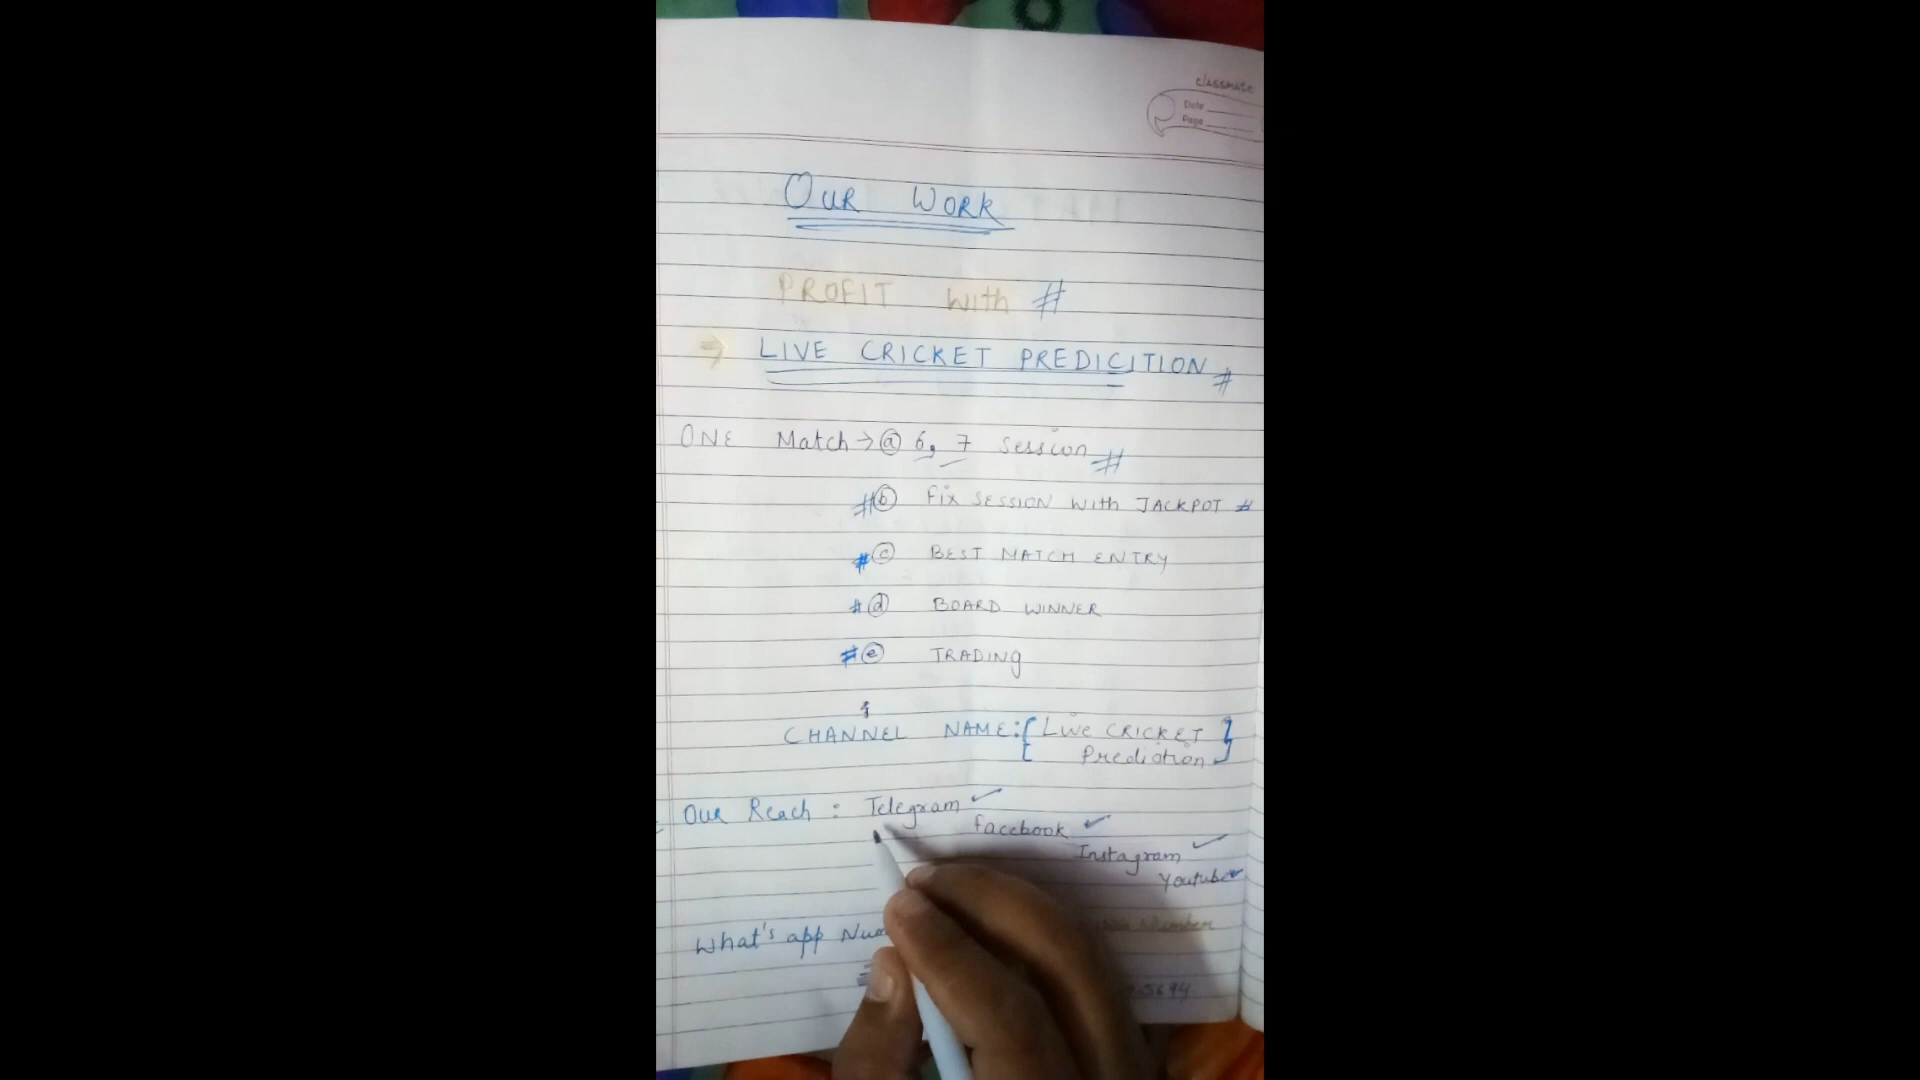 classmate
Date
Page
OUR WORK
PROFIT with #
⇒ LIVE CRICKET PREDICITION #
ONE Match → ⓐ 6, 7 Session #
# ⓑ Fix SESSION with JACKPOT #
# ⓒ BEST MATCH ENTRY
# ⓓ BOARD WINNER
# ⓔ TRADING
CHANNEL NAME: [Live CRICKET
Prediction]
Our Reach : Telegram ✓
facebook ✓
Instagram ✓
Youtube ✓
What's app Number
5694